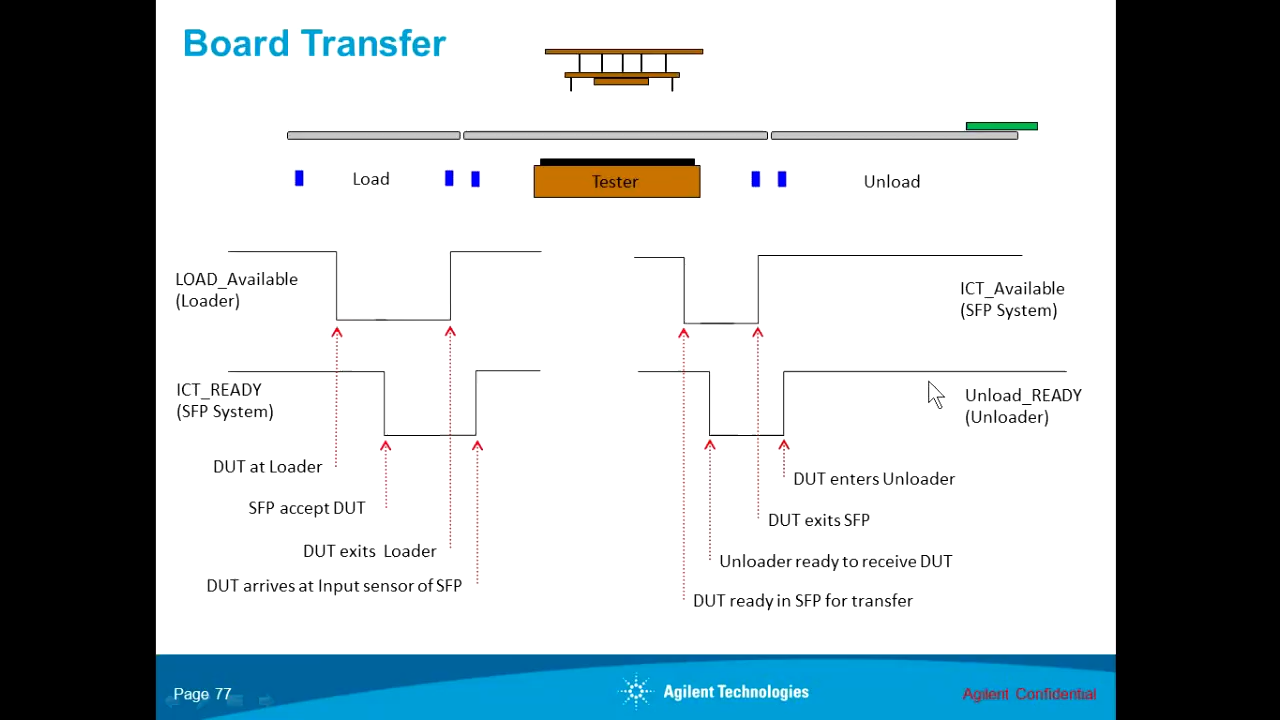 Board Transfer
Load
Tester
Unload
LOAD_Available
(Loader)
ICT_Available
(SFP System)
ICT_READY
(SFP System)
Unload_READY
(Unloader)
DUT at Loader
SFP accept DUT
DUT exits Loader
DUT arrives at Input sensor of SFP
DUT enters Unloader
DUT exits SFP
Unloader ready to receive DUT
DUT ready in SFP for transfer
Page 77
Agilent Technologies
Agilent Confidential